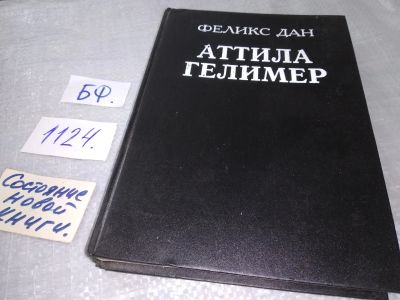 ФЕЛИКС ДАН
АТТИЛА
ГЕЛИМЕР
БФ.
1124.
Состояние
новой
книги.